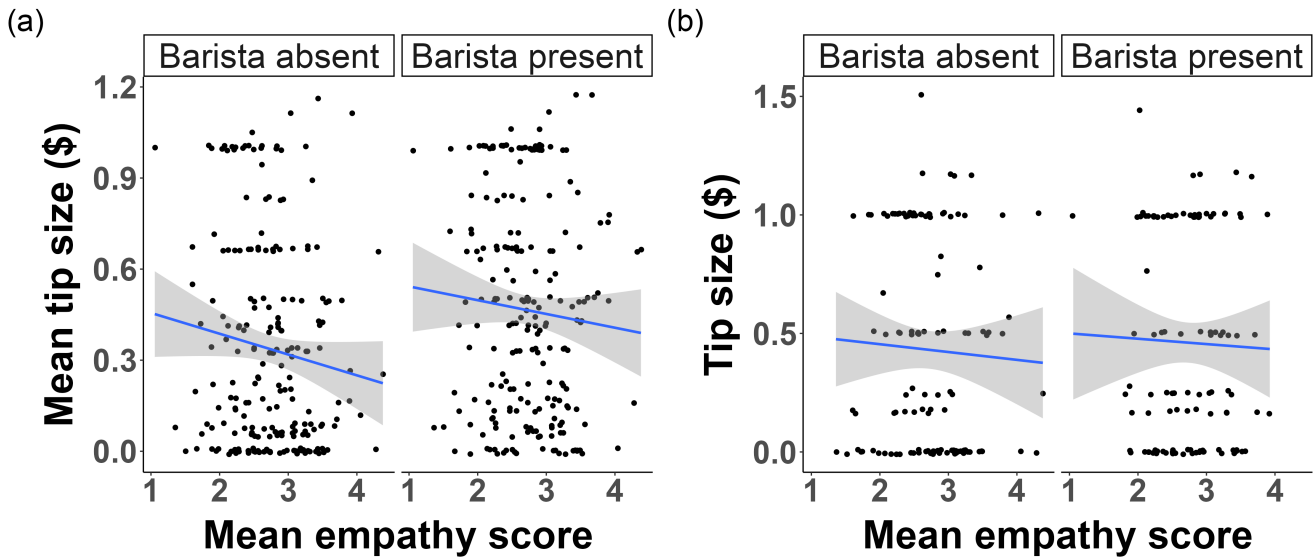 (a)
Barista absent
Barista present
Mean tip size ($)
1.2
0.9
0.6
0.3
0.0
1 2 3 4
1 2 3 4
Mean empathy score
(b)
Barista absent
Barista present
Tip size ($)
1.5
1.0
0.5
0.0
1 2 3 4
1 2 3 4
Mean empathy score